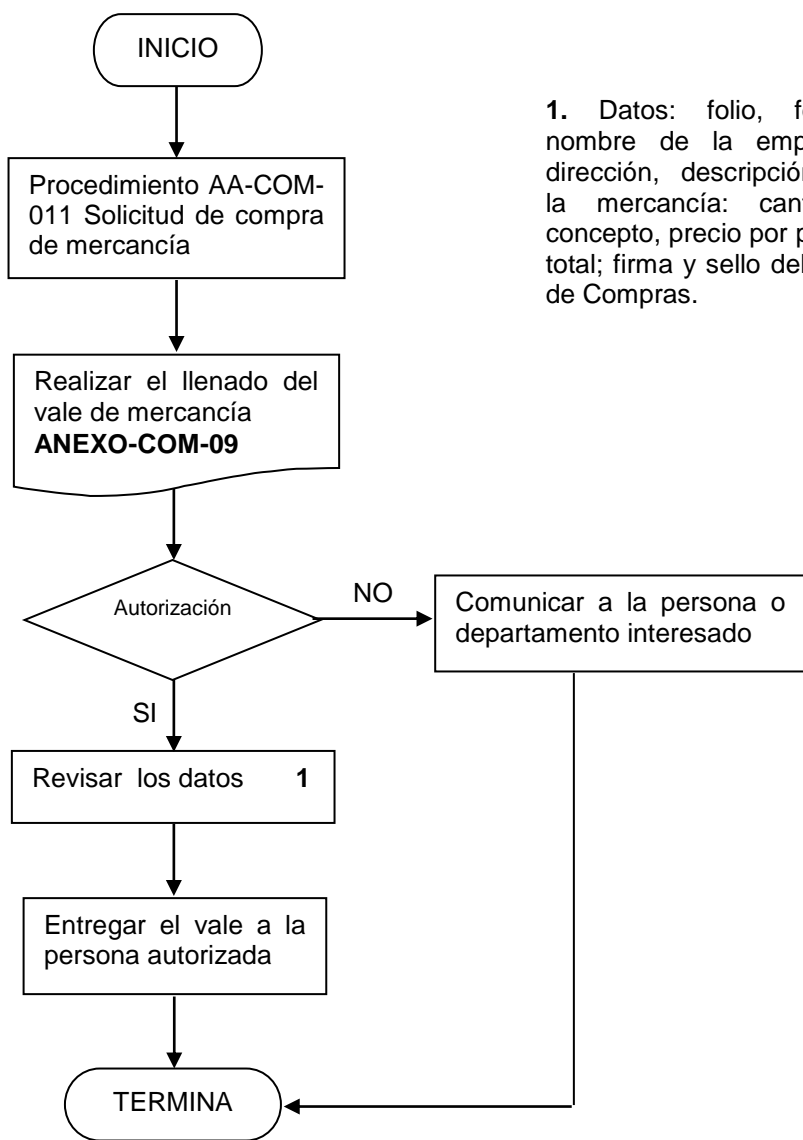 INICIO
Procedimiento AA-COM-
011 Solicitud de compra
de mercancía
Realizar el llenado del
vale de mercancía
ANEXO-COM-09
Autorización
NO
Comunicar a la persona o
departamento interesado
SI
Revisar los datos 1
Entregar el vale a la
persona autorizada
TERMINA
1. Datos: folio,
nombre de la
dirección,
la mercancía:
concepto, precio por
total; firma y sello
de Compras.